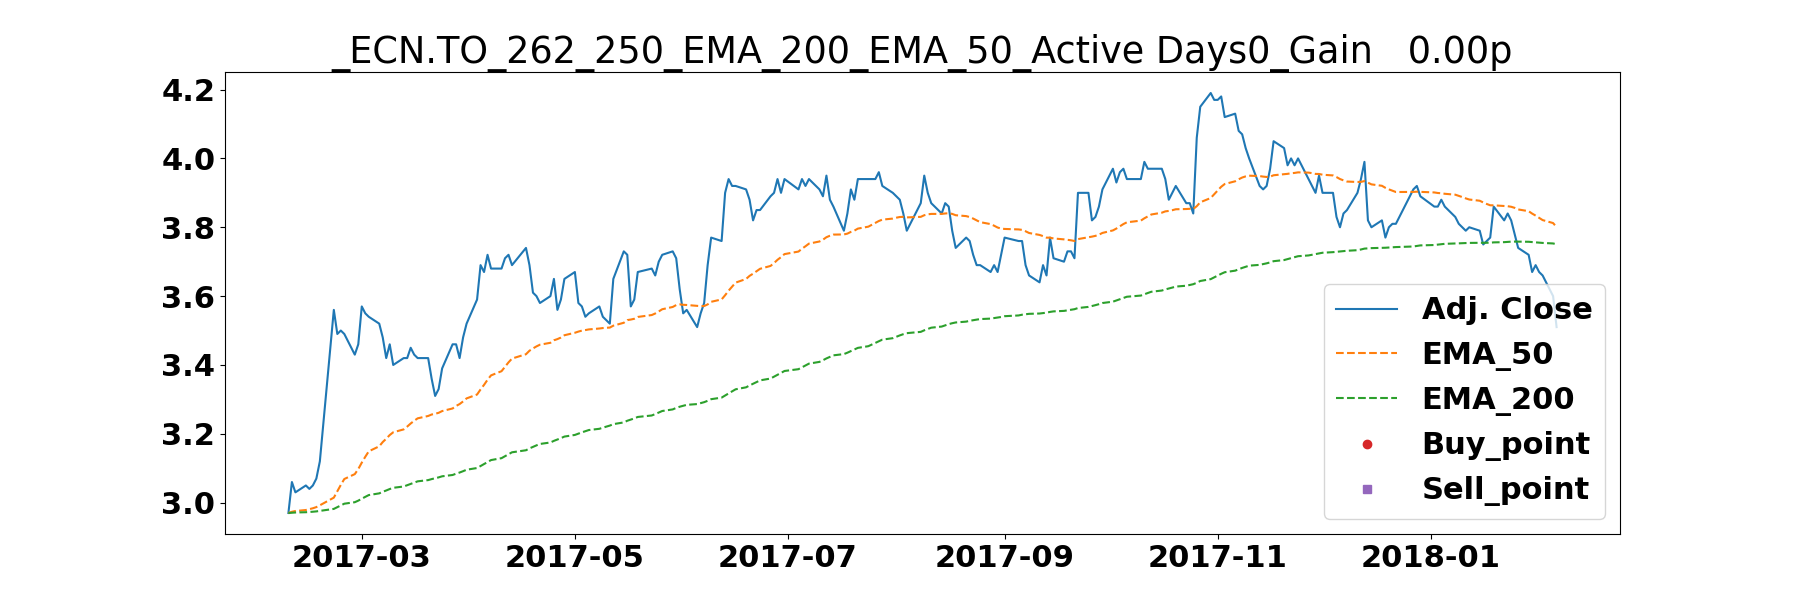 _ECN.TO_262_250_EMA_200_EMA_50_Active Days0_Gain   0.00p
4.2
4.0
3.8
3.6
3.4
3.2
3.0
Adj. Close
EMA_50
EMA_200
Buy_point
Sell_point
2017-03 2017-05 2017-07 2017-09 2017-11 2018-01